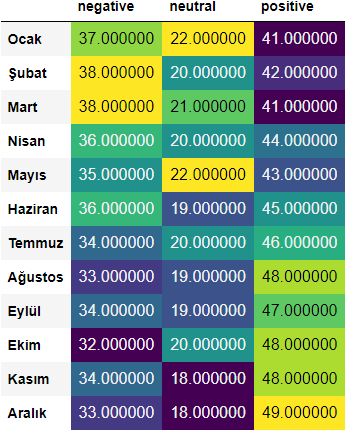 negative neutral positive
Ocak 37.000000 22.000000 41.000000
Şubat 38.000000 20.000000 42.000000
Mart 38.000000 21.000000 41.000000
Nisan 36.000000 20.000000 44.000000
Mayıs 35.000000 22.000000 43.000000
Haziran 36.000000 19.000000 45.000000
Temmuz 34.000000 20.000000 46.000000
Ağustos 33.000000 19.000000 48.000000
Eylül 34.000000 19.000000 47.000000
Ekim 32.000000 20.000000 48.000000
Kasım 34.000000 18.000000 48.000000
Aralık 33.000000 18.000000 49.000000